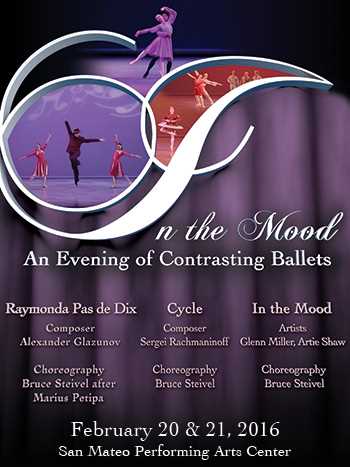 In the Mood
An Evening of Contrasting Ballets
Raymonda Pas de Dix
Composer
Alexander Glazunov
Choreography
Bruce Steivel after
Marius Petipa
Cycle
Composer
Sergei Rachmaninoff
Choreography
Bruce Steivel
In the Mood
Artists
Glenn Miller, Artie Shaw
Choreography
Bruce Steivel
February 20 & 21, 2016
San Mateo Performing Arts Center